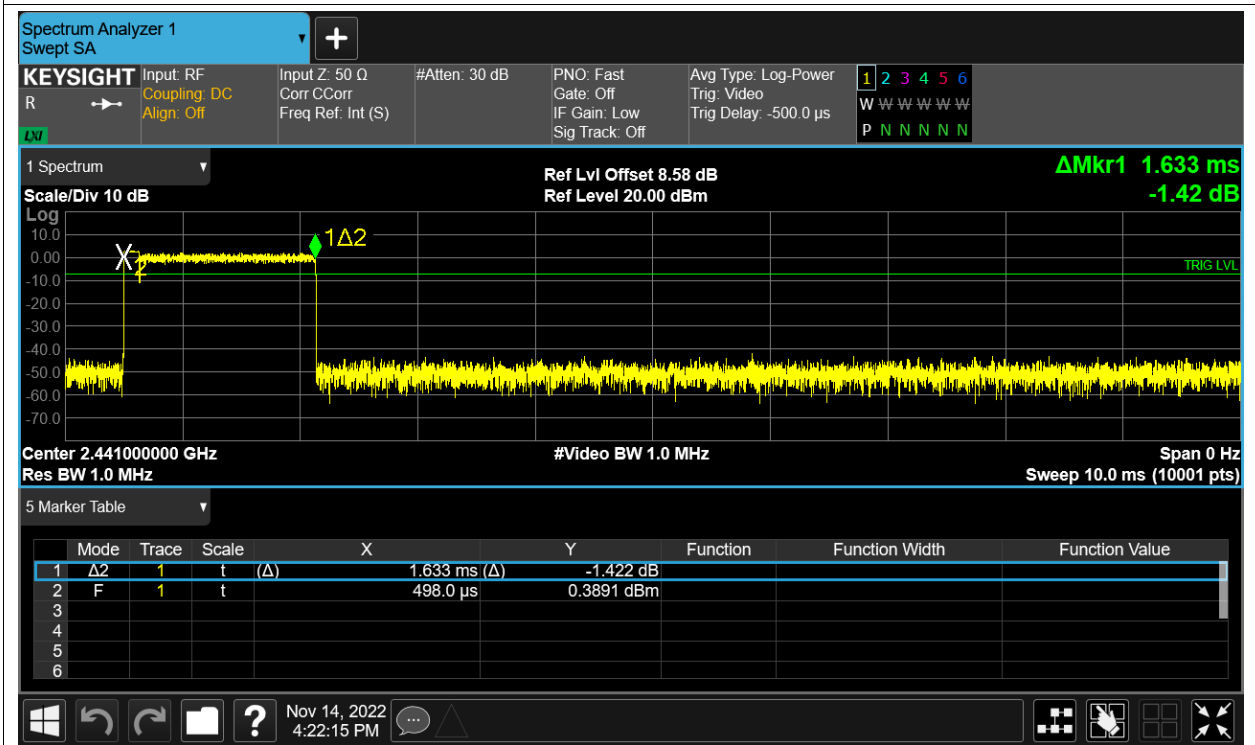 Spectrum Analyzer 1
Swept SA
KEYSIGHT
R
LXI
Input: RF
Coupling: DC
Align: Off
Input Z: 50 Ω
Corr CCorr
Freq Ref: Int (S)
#Atten: 30 dB
PNO: Fast
Gate: Off
IF Gain: Low
Sig Track: Off
Avg Type: Log-Power
Trig: Video
Trig Delay: -500.0 µs
1 2 3 4 5 6
W W W W W W
P N N N N N
1 Spectrum
Scale/Div 10 dB
Ref Lvl Offset 8.58 dB
Ref Level 20.00 dBm
ΔMkr1 1.633 ms
-1.42 dB
Log
10.0
0.00
-10.0
-20.0
-30.0
-40.0
-50.0
-60.0
-70.0
X
2
1Δ2
TRIG LVL
Center 2.441000000 GHz
Res BW 1.0 MHz
#Video BW 1.0 MHz
Span 0 Hz
Sweep 10.0 ms (10001 pts)
5 Marker Table
Mode Trace Scale X Y Function Function Width Function Value
1 Δ2 1 t (Δ) 1.633 ms (Δ) -1.422 dB
2 F 1 t 498.0 µs 0.3891 dBm
3
4
5
6
?
Nov 14, 2022
4:22:15 PM